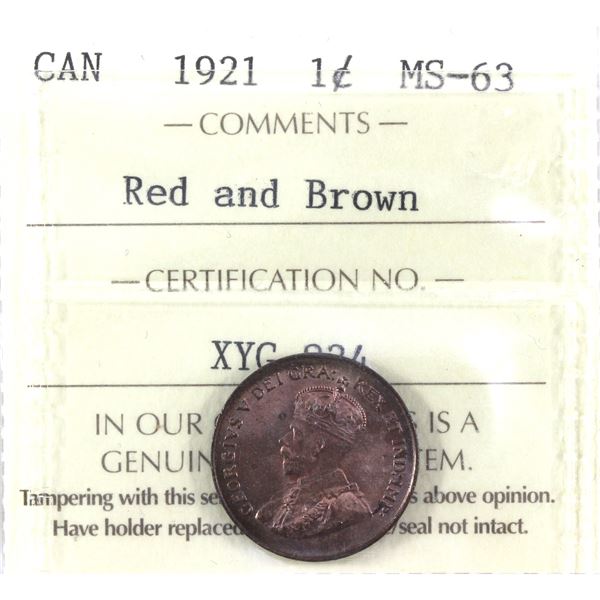 CAN 1921 1¢ MS-63
— COMMENTS —
Red and Brown
— CERTIFICATION NO. —
XYG
IN OUR IS A
GENUIN TEM.
Tampering with this se s above opinion.
Have holder replaced /seal not intact.
GEORGIVS V DEI GRA: REX ET IND:IMP: